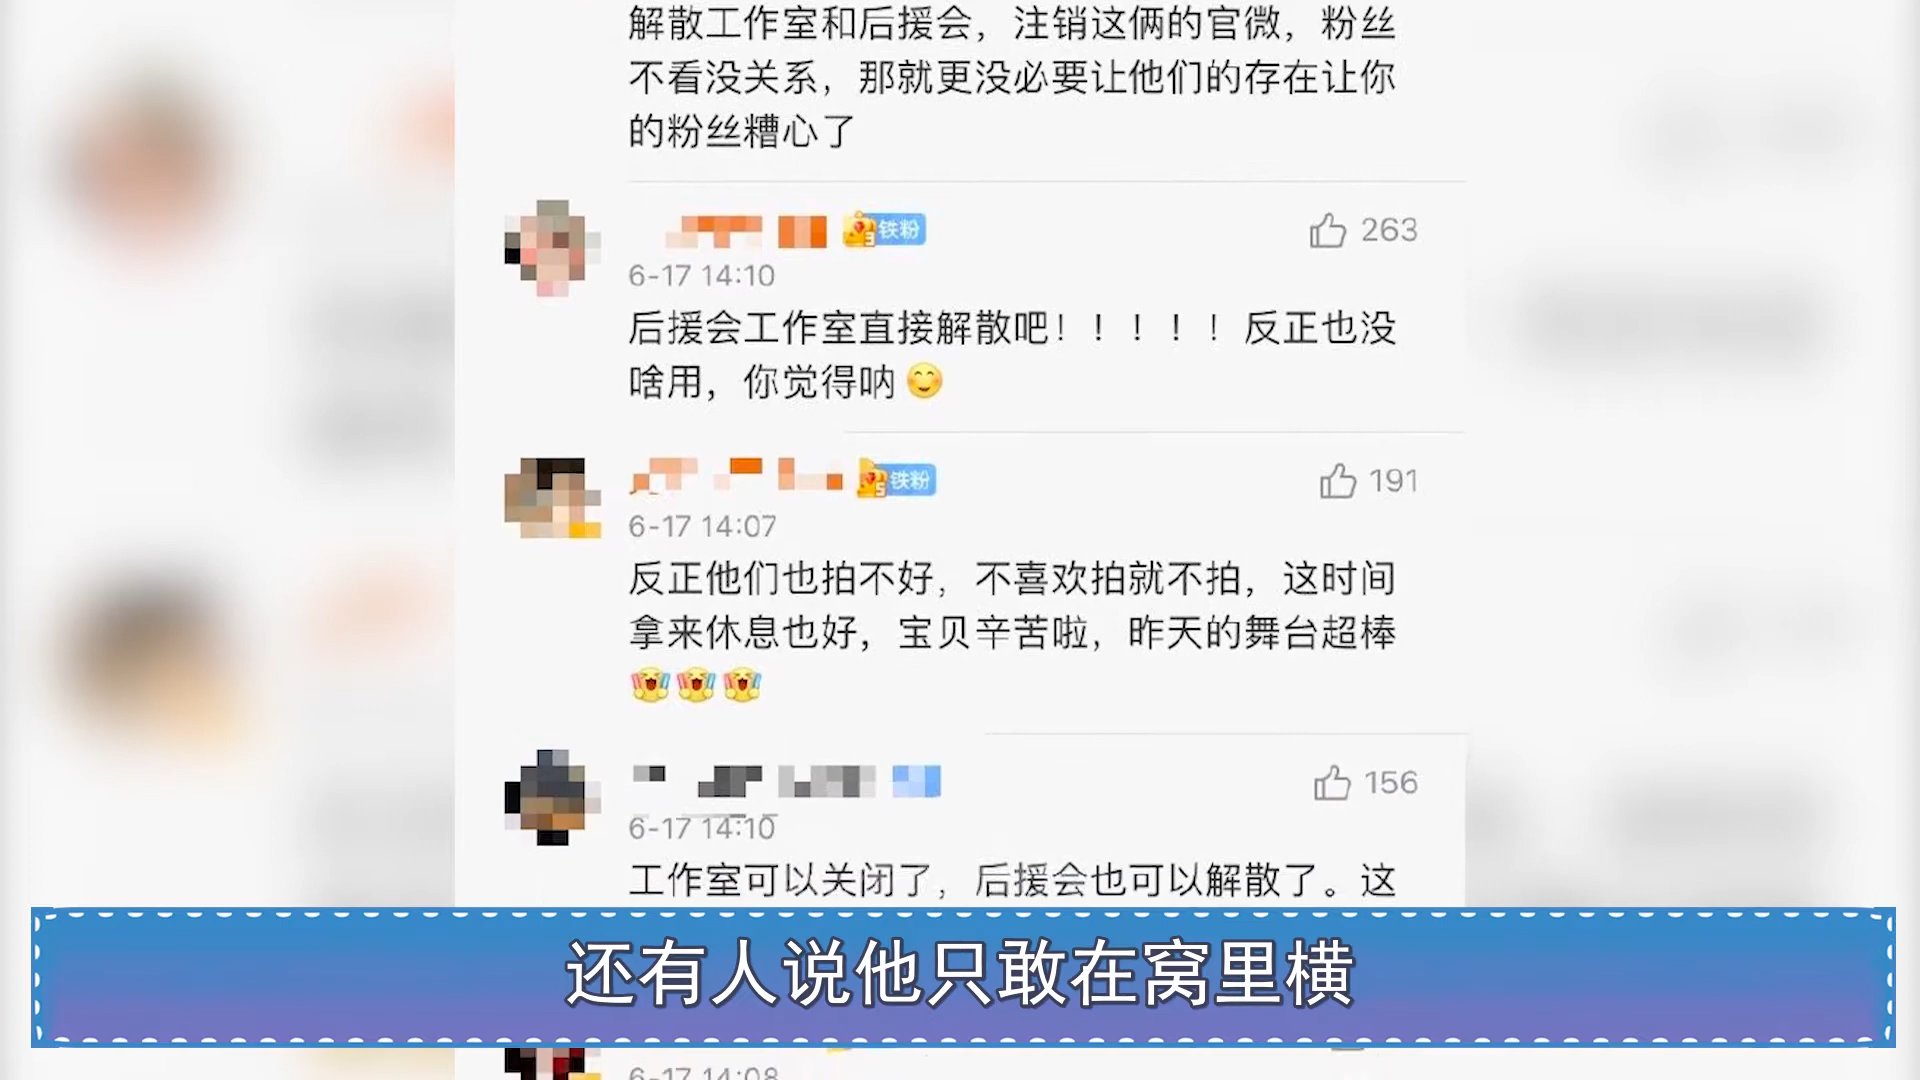 解散工作室和后援会，注销这俩的官微，粉丝
不看没关系，那就更没必要让他们的存在让你
的粉丝糟心了
铁粉
263
6-17 14:10
后援会工作室直接解散吧！！！！！反正也没
啥用，你觉得呐
铁粉
191
6-17 14:07
反正他们也拍不好，不喜欢拍就不拍，这时间
拿来休息也好，宝贝辛苦啦，昨天的舞台超棒
156
6-17 14:10
工作室可以关闭了，后援会也可以解散了。这
还有人说他只敢在窝里横
6-17 14:08